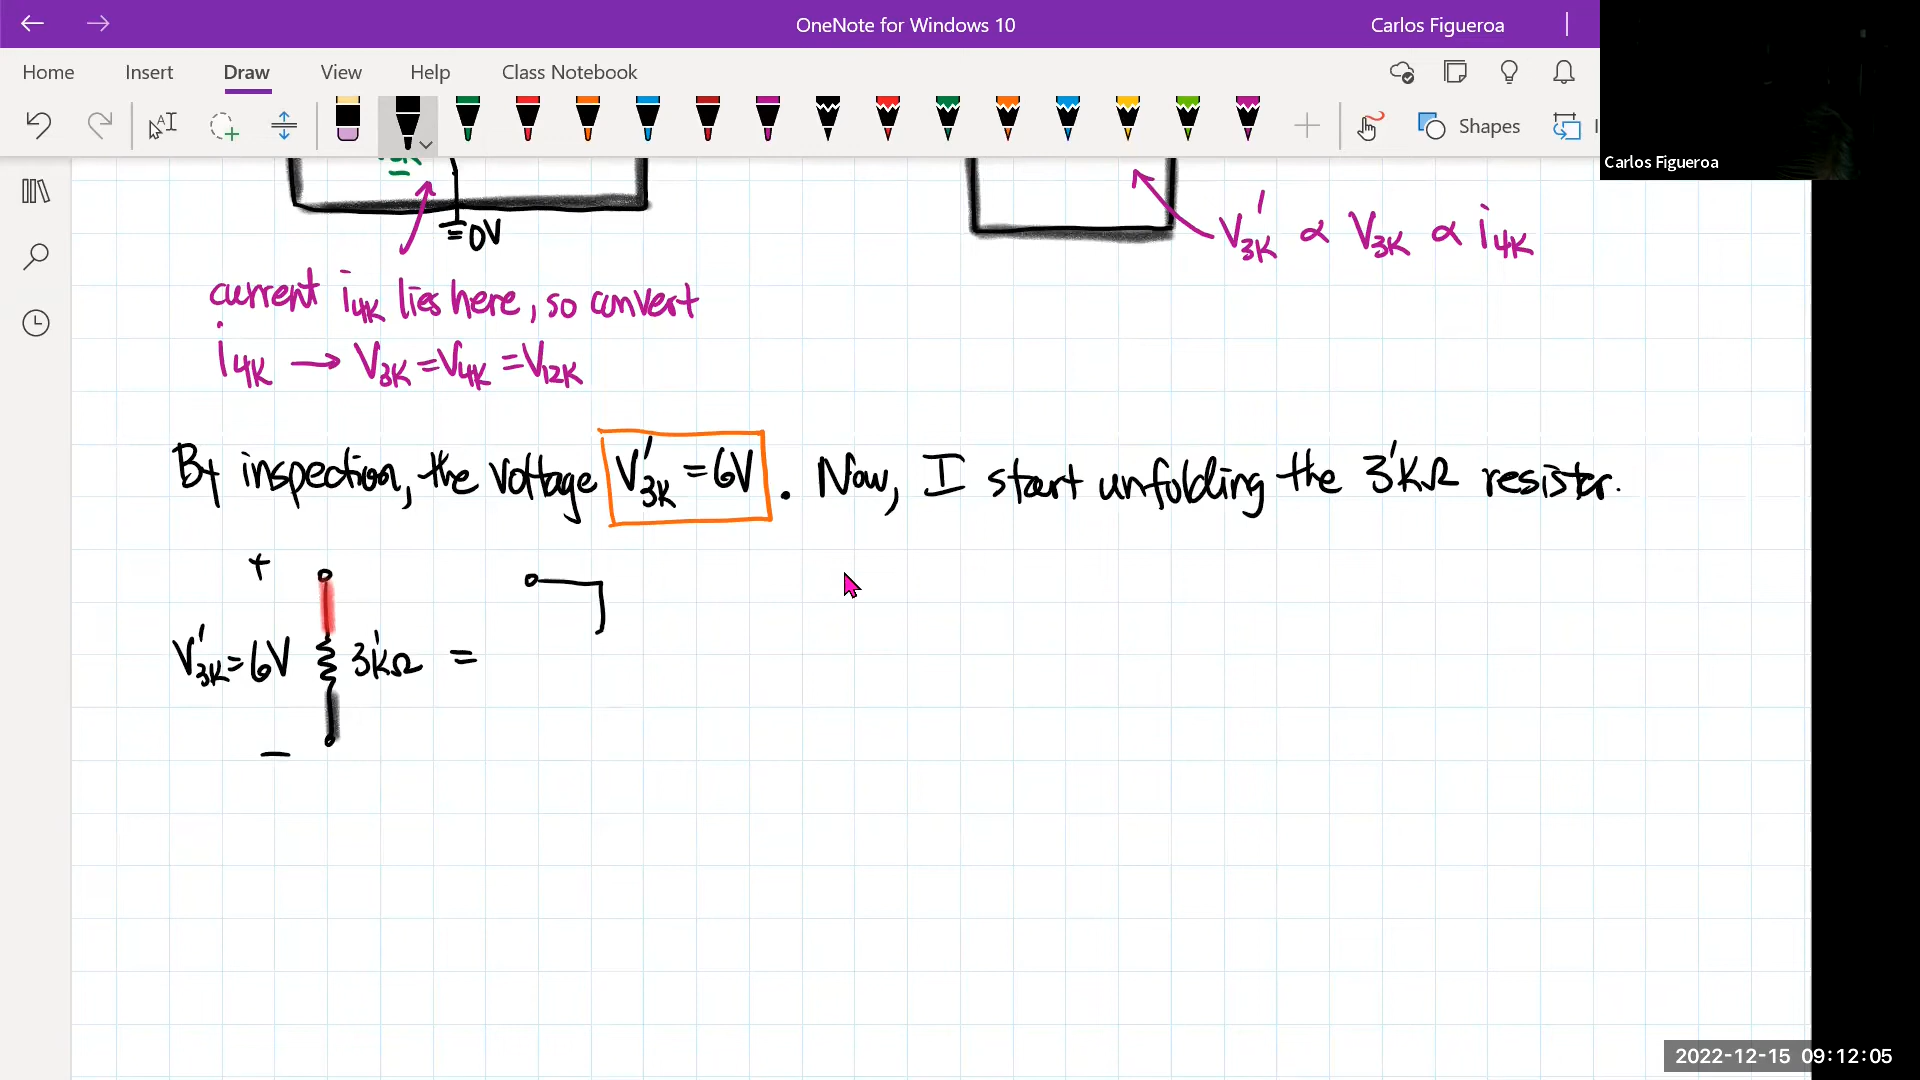 OneNote for Windows 10
Carlos Figueroa
Home Insert Draw View Help Class Notebook
Shapes
Carlos Figueroa
0V
V'3K ∝ V3K ∝ i4K
current i4K lies here, so convert
i4K → V3K = V4K = V12K
By inspection, the voltage V'3K = 6V . Now, I start unfolding the 3'kΩ resistor.
+
V'3K = 6V 3'kΩ =
−
2022-12-15 09:12:05